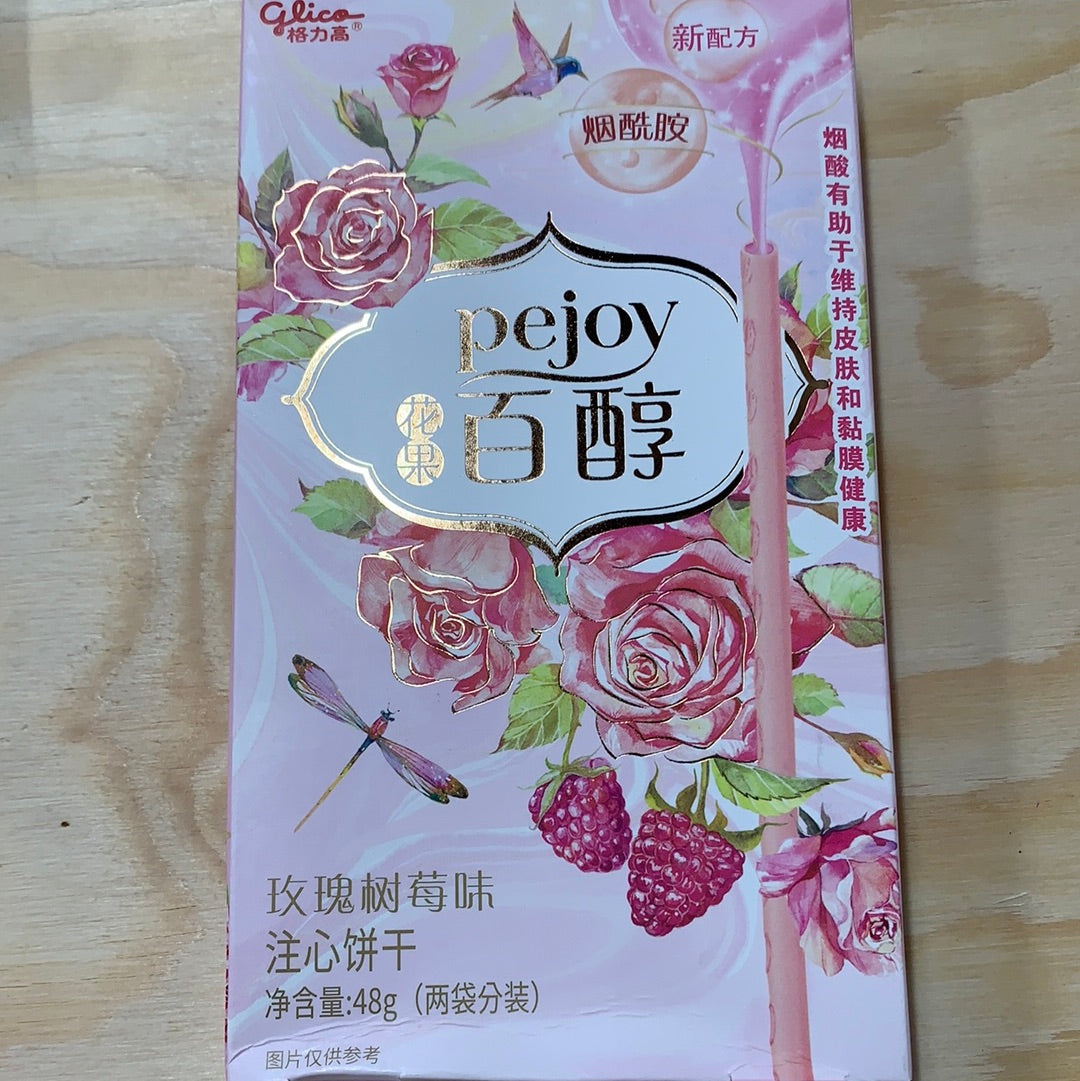 Glico
格力高®
新配方
烟酰胺
烟酸有助于维持皮肤和黏膜健康
pejoy
花果
百醇
玫瑰树莓味
注心饼干
净含量:48g（两袋分装）
图片仅供参考